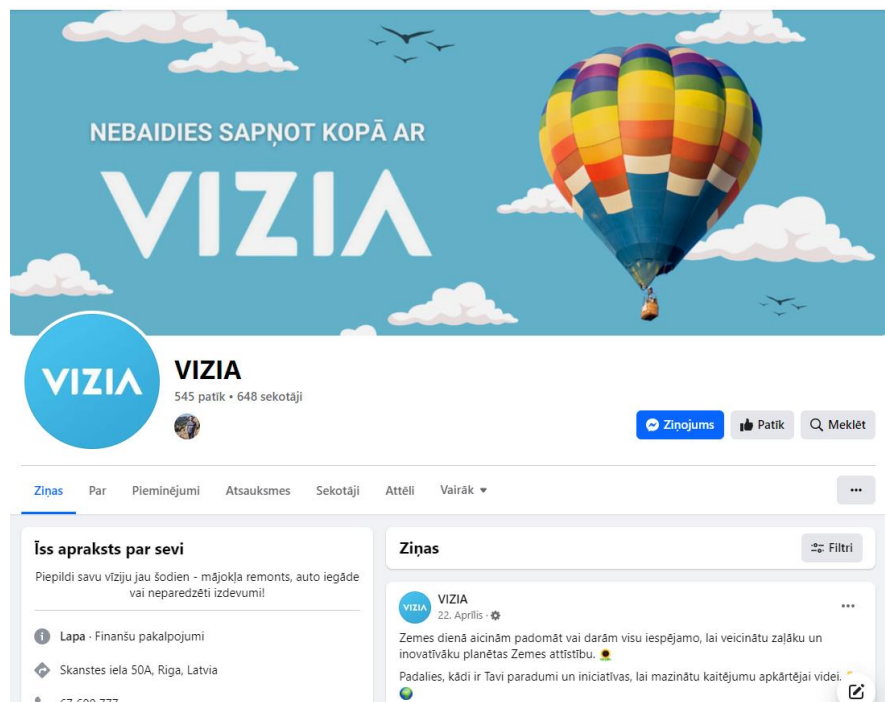 NEBAIDIES SAPŅOT KOPĀ AR
VIZIA
VIZIA
VIZIA
545 patīk • 648 sekotāji
Ziņojums
Patīk
Meklēt
Ziņas
Par
Pieminējumi
Atsauksmes
Sekotāji
Attēli
Vairāk
Īss apraksts par sevi
Piepildi savu vīziju jau šodien - mājokļa remonts, auto iegāde
vai neparedzēti izdevumi!
Lapa · Finanšu pakalpojumi
Skanstes iela 50A, Riga, Latvia
67 600 777
Ziņas
Filtri
VIZIA
VIZIA
22. Aprīlis ·
Zemes dienā aicinām padomāt vai darām visu iespējamo, lai veicinātu zaļāku un
inovatīvāku planētas Zemes attīstību. 🌻
Padalies, kādi ir Tavi paradumi un iniciatīvas, lai mazinātu kaitējumu apkārtējai videi.